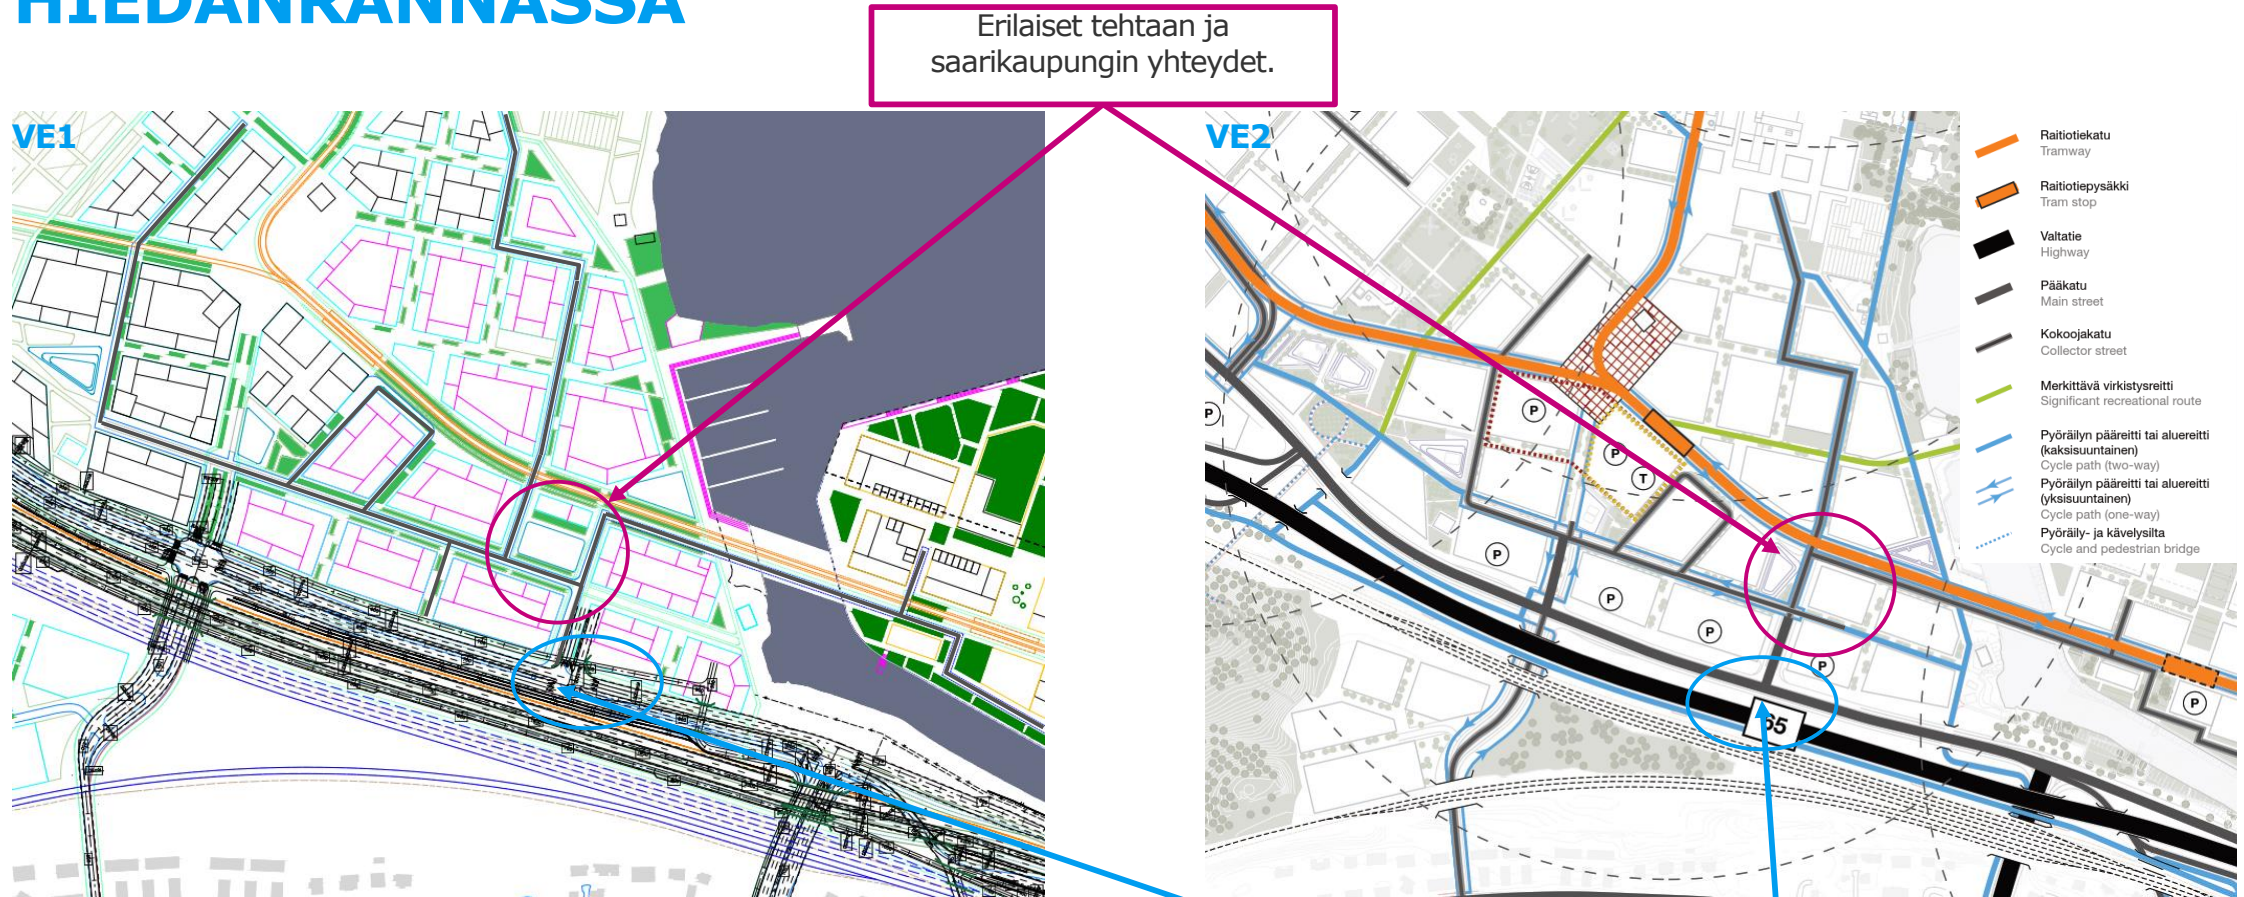 HIEDANRANNASSA
Erilaiset tehtaan ja
saarikaupungin yhteydet.
VE1
VE2
Raitiotiekatu
Tramway
Raitiotiepysäkki
Tram stop
Valtatie
Highway
Pääkatu
Main street
Kokoojakatu
Collector street
Merkittävä virkistysreitti
Significant recreational route
Pyöräilyn pääreitti tai aluereitti
(kaksisuuntainen)
Cycle path (two-way)
Pyöräilyn pääreitti tai aluereitti
(yksisuuntainen)
Cycle path (one-way)
Pyöräily- ja kävelysilta
Cycle and pedestrian bridge
P
P
P
T
P
P
P
P
P
65